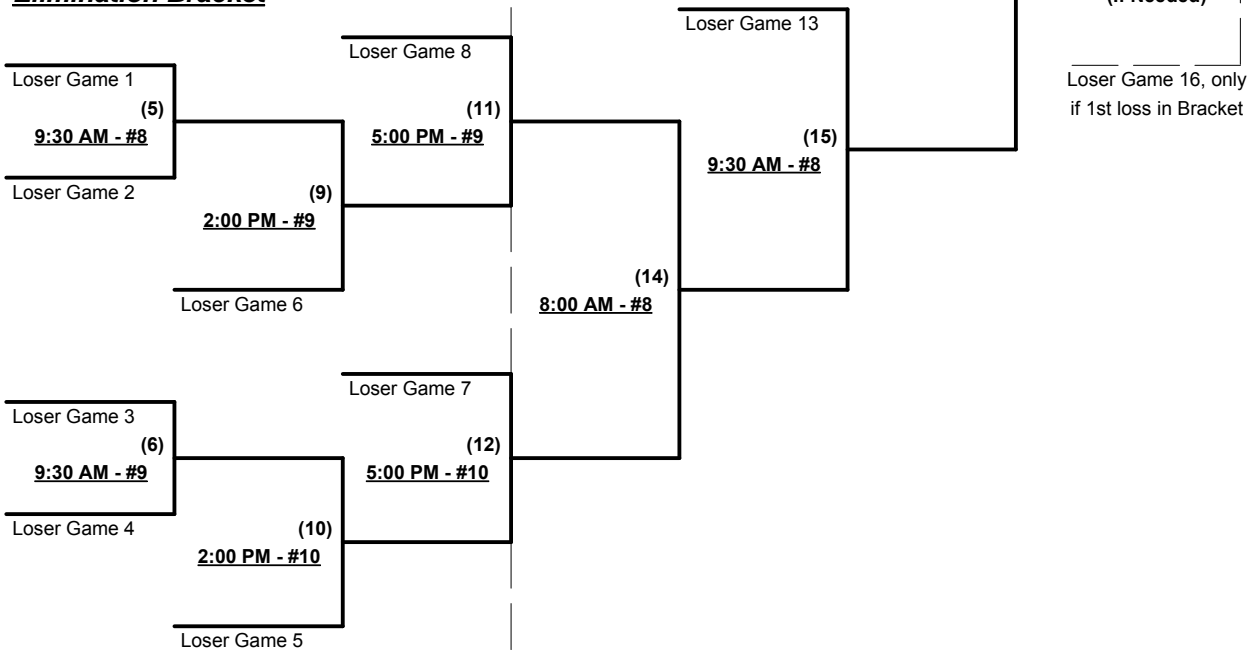 Elimination Bracket
(If Needed)
Loser Game 13
Loser Game 8
Loser Game 1
Loser Game 16, only
if 1st loss in Bracket
(5)
9:30 AM - #8
(11)
5:00 PM - #9
(15)
9:30 AM - #8
Loser Game 2
(9)
2:00 PM - #9
(14)
8:00 AM - #8
Loser Game 6
Loser Game 7
Loser Game 3
(6)
9:30 AM - #9
(12)
5:00 PM - #10
Loser Game 4
(10)
2:00 PM - #10
Loser Game 5